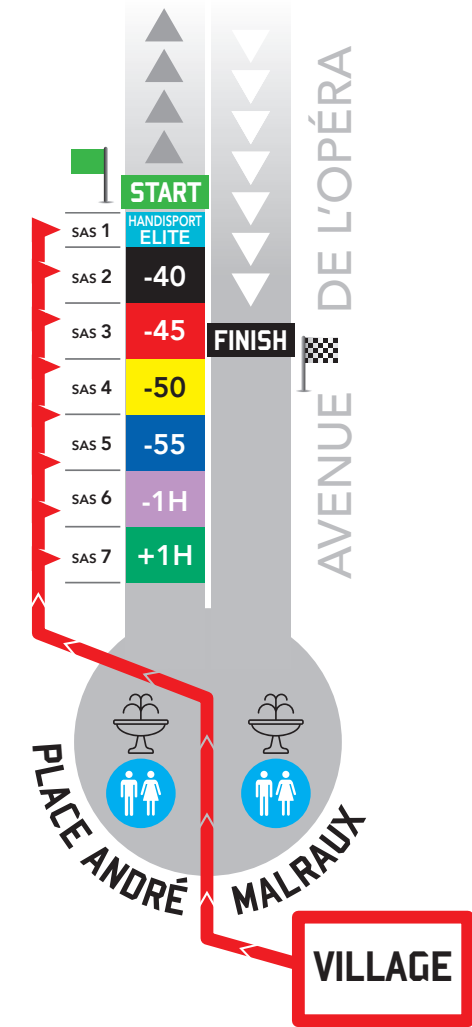 START
SAS 1
HANDISPORT
ELITE
SAS 2
-40
SAS 3
-45
SAS 4
-50
SAS 5
-55
SAS 6
-1H
SAS 7
+1H
FINISH
AVENUE DE L'OPÉRA
PLACE ANDRÉ MALRAUX
VILLAGE